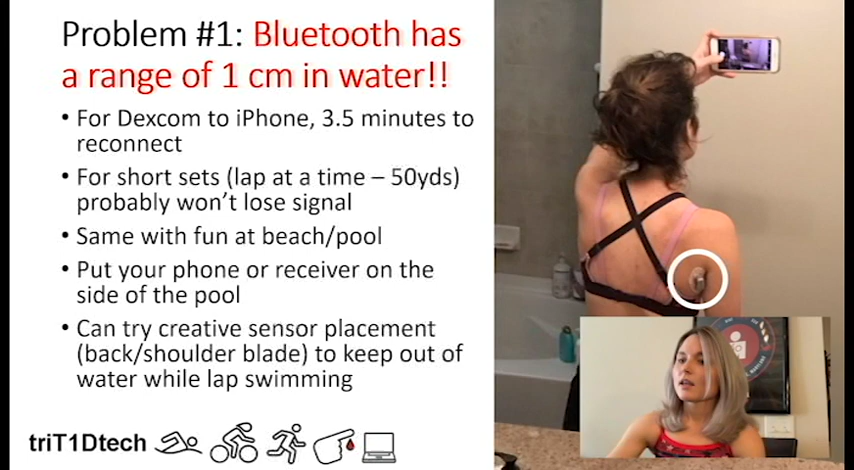 Problem #1: Bluetooth has
a range of 1 cm in water!!
• For Dexcom to iPhone, 3.5 minutes to
reconnect
• For short sets (lap at a time – 50yds)
probably won't lose signal
• Same with fun at beach/pool
• Put your phone or receiver on the
side of the pool
• Can try creative sensor placement
(back/shoulder blade) to keep out of
water while lap swimming
triT1Dtech